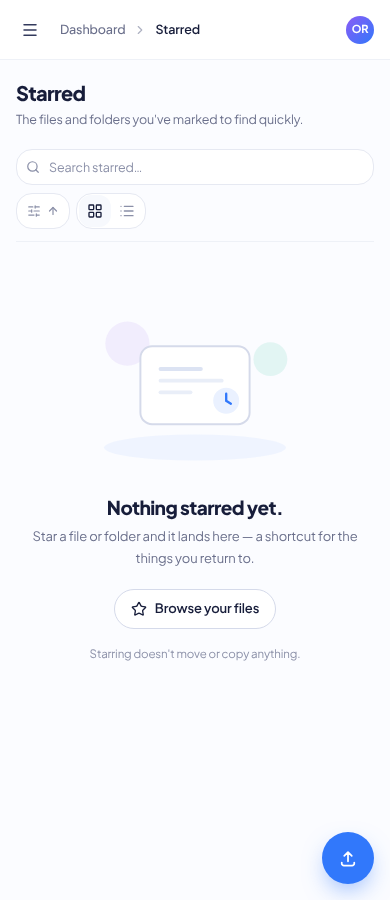 Dashboard > Starred
OR
Starred
The files and folders you've marked to find quickly.
Search starred...
Nothing starred yet.
Star a file or folder and it lands here — a shortcut for the
things you return to.
Browse your files
Starring doesn't move or copy anything.